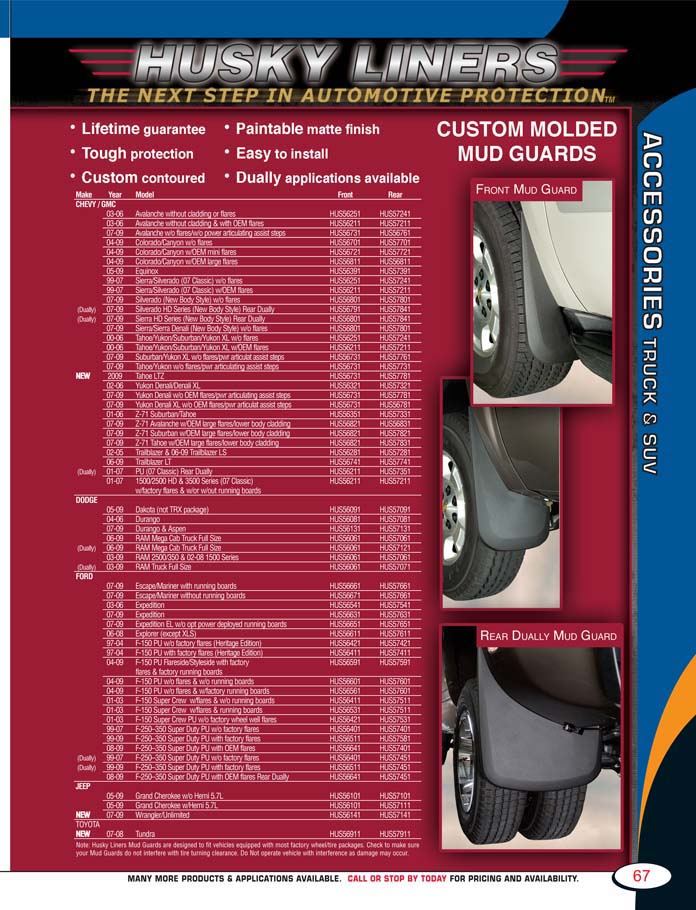 HUSKY LINERS
THE NEXT STEP IN AUTOMOTIVE PROTECTION™
• Lifetime guarantee • Paintable matte finish
• Tough protection • Easy to install
• Custom contoured • Dually applications available
CUSTOM MOLDED
MUD GUARDS
FRONT MUD GUARD
REAR DUALLY MUD GUARD
ACCESSORIES TRUCK & SUV
Make Year Model Front Rear
CHEVY / GMC
03-06 Avalanche without cladding or flares HUS56251 HUS57241
03-06 Avalanche without cladding & with OEM flares HUS56211 HUS57211
07-09 Avalanche w/o flares/w/o power articulating assist steps HUS56731 HUS56761
04-09 Colorado/Canyon w/o flares HUS57701 HUS57701
04-09 Colorado/Canyon w/OEM mini flares HUS56721 HUS57721
04-09 Colorado/Canyon w/OEM large flares HUS56811 HUS56811
05-09 Equinox HUS56391 HUS57391
99-07 Sierra/Silverado (07 Classic) w/o flares HUS56251 HUS57241
99-07 Sierra/Silverado (07 Classic) w/OEM flares HUS56211 HUS57211
07-09 Silverado (New Body Style) w/o flares HUS56801 HUS57801
(Dually) 07-09 Silverado HD Series (New Body Style) Rear Dually HUS56791 HUS57841
(Dually) 07-09 Sierra HD Series (New Body Style) Rear Dually HUS56801 HUS57841
07-09 Sierra/Sierra Denali (New Body Style) w/o flares HUS56801 HUS57801
00-06 Tahoe/Yukon/Suburban/Yukon XL w/o flares HUS56251 HUS57241
00-06 Tahoe/Yukon/Suburban/Yukon XL w/OEM flares HUS56211 HUS57211
07-09 Suburban/Yukon XL w/o flares/pwr articulat assist steps HUS56731 HUS57761
07-09 Tahoe/Yukon w/o flares/pwr articulating assist steps HUS56731 HUS57731
NEW 2009 Tahoe LTZ HUS56731 HUS57781
02-06 Yukon Denali/Denali XL HUS56321 HUS57321
07-09 Yukon Denali w/o OEM flares/pwr articulating assist steps HUS56731 HUS57781
07-09 Yukon Denali XL w/o OEM flares/pwr articulat assist steps HUS56731 HUS56781
01-06 Z-71 Suburban/Tahoe HUS56351 HUS57331
07-09 Z-71 Avalanche w/OEM large flares/lower body cladding HUS56821 HUS56831
07-09 Z-71 Suburban w/OEM large flares/lower body cladding HUS56821 HUS57821
07-09 Z-71 Tahoe w/OEM large flares/lower body cladding HUS56821 HUS57831
02-05 Trailblazer & 06-09 Trailblazer LS HUS56281 HUS57281
06-09 Trailblazer LT HUS56741 HUS57741
(Dually) 01-07 PU (07 Classic) Rear Dually HUS56211 HUS57351
01-07 1500/2500 HD & 3500 Series (07 Classic) HUS56211 HUS57211
w/factory flares & w/or w/out running boards
DODGE
05-09 Dakota (not TRX package) HUS56091 HUS57091
04-06 Durango HUS56081 HUS57081
07-09 Durango & Aspen HUS56131 HUS57131
06-09 RAM Mega Cab Truck Full Size HUS56061 HUS57061
(Dually) 06-09 RAM Mega Cab Truck Full Size HUS56061 HUS57121
03-09 RAM 2500/350 & 02-08 1500 Series HUS56061 HUS57061
(Dually) 03-09 RAM Truck Full Size HUS56061 HUS57071
FORD
07-09 Escape/Mariner with running boards HUS56661 HUS57661
07-09 Escape/Mariner without running boards HUS56671 HUS57661
03-06 Expedition HUS56541 HUS57541
07-09 Expedition HUS56631 HUS57631
07-09 Expedition EL w/o opt power deployed running boards HUS56651 HUS57651
06-08 Explorer (except XLS) HUS56611 HUS57611
97-04 F-150 PU w/o factory flares (Heritage Edition) HUS56421 HUS57421
97-04 F-150 PU with factory flares (Heritage Edition) HUS56411 HUS57411
04-09 F-150 PU Flareside/Styleside with factory HUS56591 HUS57591
flares & factory running boards
04-09 F-150 PU w/o flares & w/o running boards HUS56601 HUS57601
04-09 F-150 PU w/o flares & w/factory running boards HUS56561 HUS57601
01-03 F-150 Super Crew w/flares & w/o running boards HUS56411 HUS57511
01-03 F-150 Super Crew w/flares & running boards HUS56531 HUS57511
01-03 F-150 Super Crew PU w/o factory wheel well flares HUS56421 HUS57531
99-07 F-250–350 Super Duty PU w/o factory flares HUS56401 HUS57401
99-09 F-250–350 Super Duty PU with factory flares HUS56511 HUS57581
08-09 F-250–350 Super Duty PU with OEM flares HUS56641 HUS57401
(Dually) 99-07 F-250–350 Super Duty PU w/o factory flares HUS56401 HUS57451
(Dually) 99-09 F-250–350 Super Duty PU with factory flares HUS56511 HUS57451
08-09 F-250–350 Super Duty PU with OEM flares Rear Dually HUS56641 HUS57451
JEEP
05-09 Grand Cherokee w/o Hemi 5.7L HUS56101 HUS57101
05-09 Grand Cherokee w/Hemi 5.7L HUS56101 HUS57111
NEW 07-09 Wrangler/Unlimited HUS56141 HUS57141
TOYOTA
NEW 07-08 Tundra HUS56911 HUS57911
Note: Husky Liners Mud Guards are designed to fit vehicles equipped with most factory wheel/tire packages. Check to make sure
your Mud Guards do not interfere with tire turning clearance. Do Not operate vehicle with interference as damage may occur.
MANY MORE PRODUCTS & APPLICATIONS AVAILABLE. CALL OR STOP BY TODAY FOR PRICING AND AVAILABILITY.
67